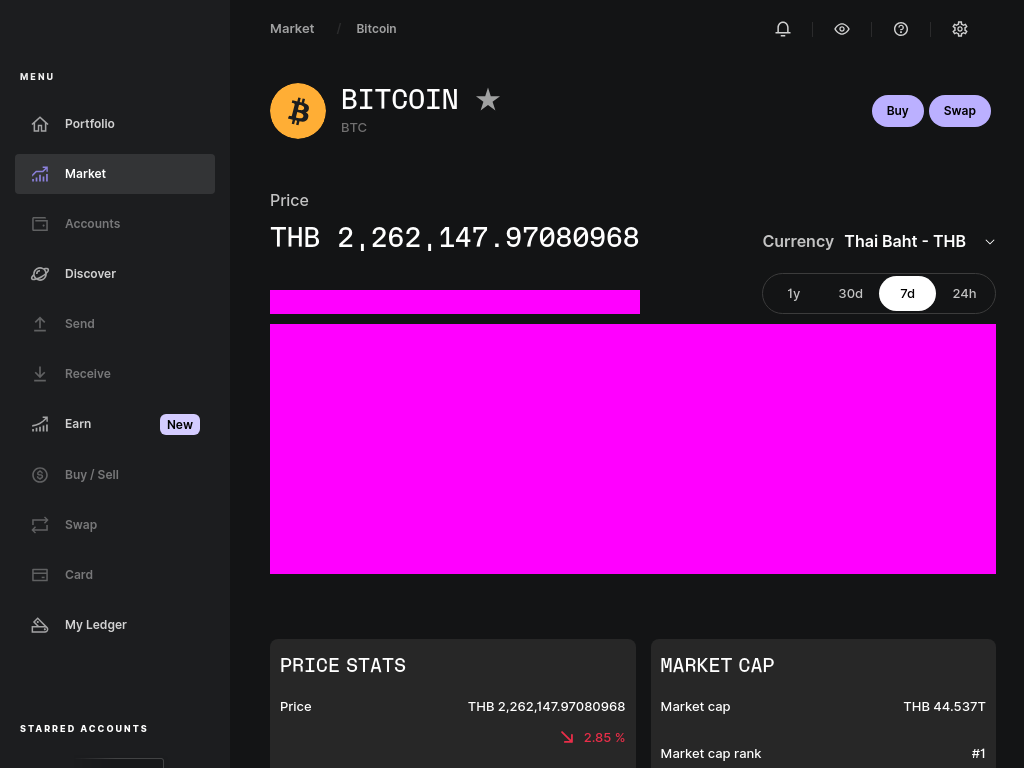 Market / Bitcoin
MENU
BITCOIN
BTC
Buy
Swap
Portfolio
Market
Accounts
Discover
Send
Receive
Earn New
Buy / Sell
Swap
Card
My Ledger
STARRED ACCOUNTS
Price
THB 2,262,147.97080968
Currency Thai Baht - THB
1y 30d 7d 24h
PRICE STATS
Price THB 2,262,147.97080968
2.85 %
MARKET CAP
Market cap THB 44.537T
Market cap rank #1